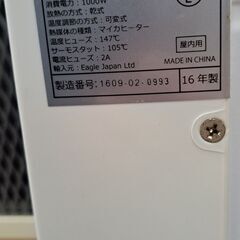 消費電力：1000W
放熱の方式：乾式
温度調節の方式：可変式
熱媒体の種類：マイカヒーター
温度ヒューズ：147℃
サーモスタット：105℃
電流ヒューズ：2A
輸入元：Eagle Japan Ltd
屋内用
MADE IN CHINA
製造番号：1609-02-0993
16年製